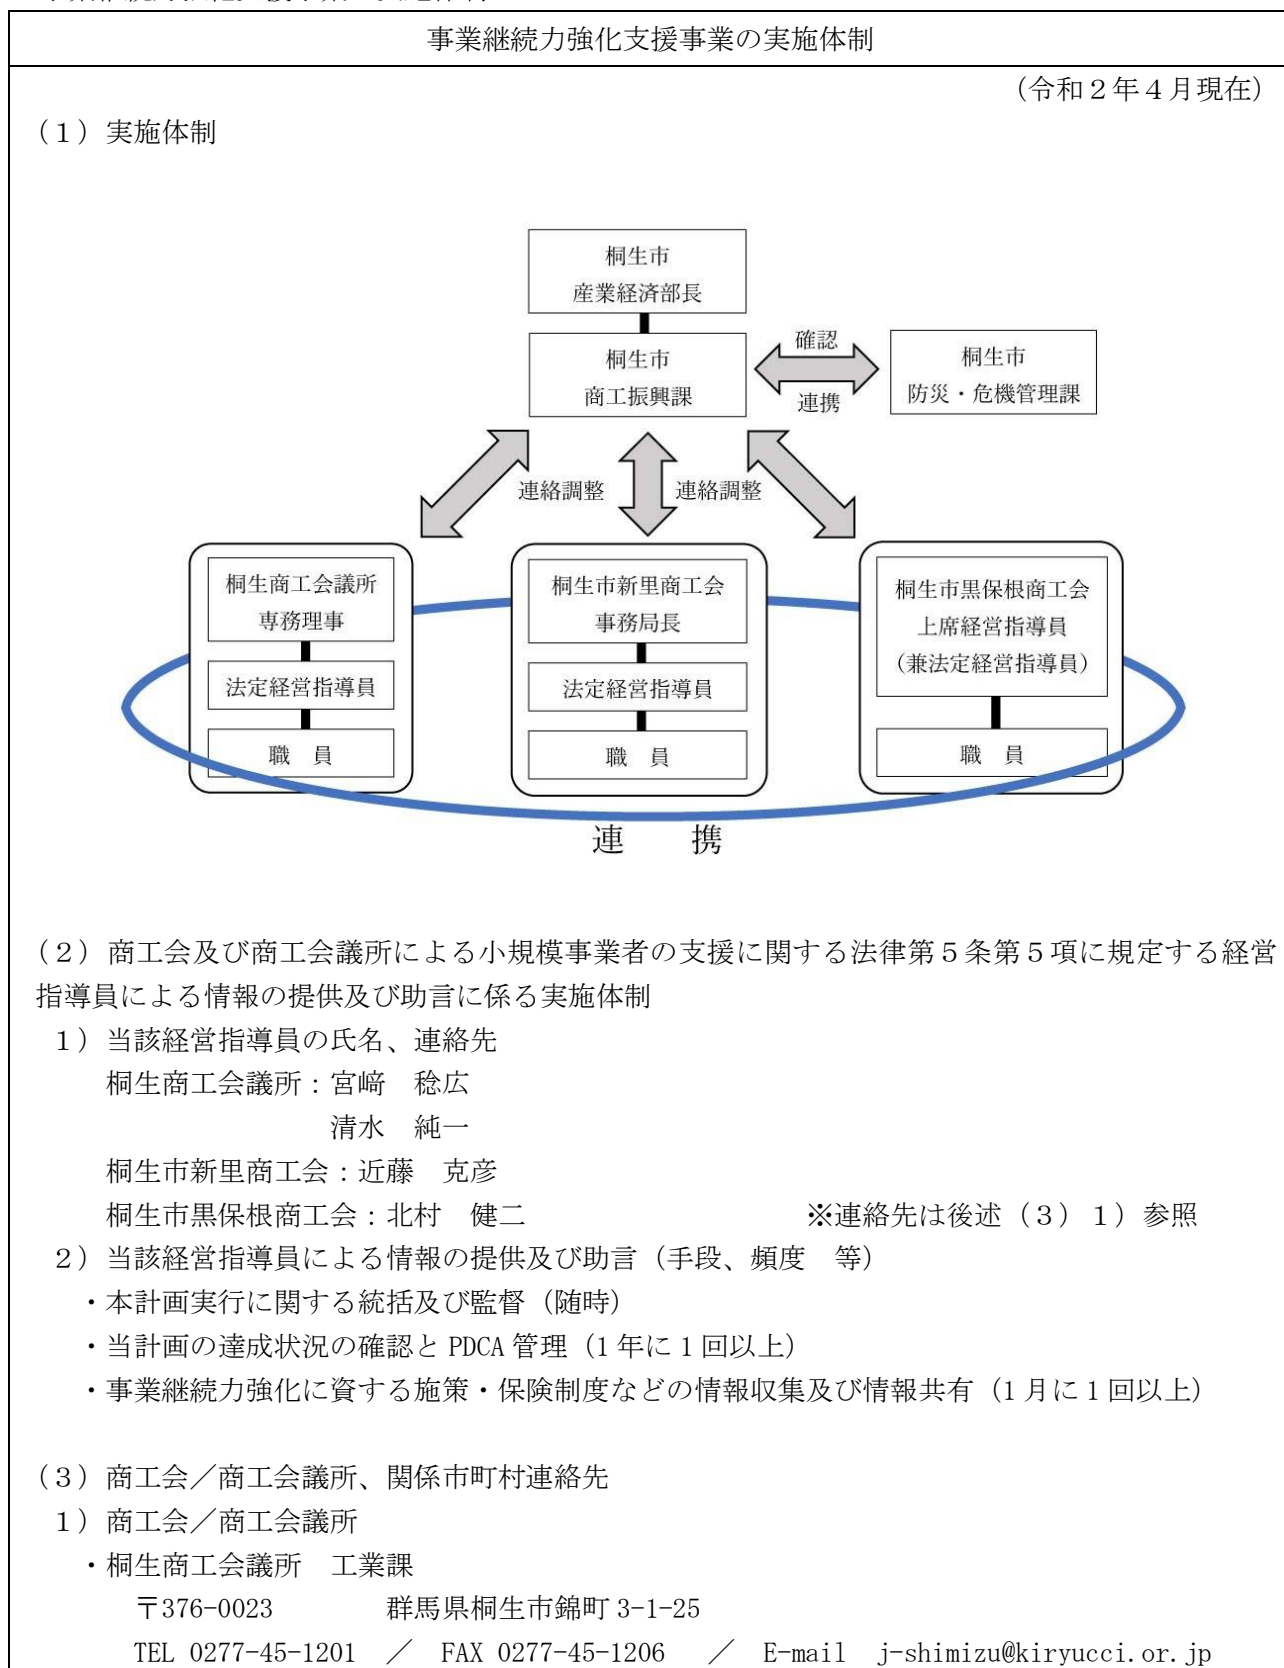 事業継続力強化支援事業の実施体制
（令和２年４月現在）
（１）実施体制
桐生市
産業経済部長
桐生市
商工振興課
確認
連携
桐生市
防災・危機管理課
連絡調整
連絡調整
桐生商工会議所
専務理事
法定経営指導員
職　員
桐生市新里商工会
事務局長
法定経営指導員
職　員
桐生市黒保根商工会
上席経営指導員
（兼法定経営指導員）
職　員
連　携
（２）商工会及び商工会議所による小規模事業者の支援に関する法律第５条第５項に規定する経営
指導員による情報の提供及び助言に係る実施体制
１）当該経営指導員の氏名、連絡先
桐生商工会議所：宮﨑　稔広
清水　純一
桐生市新里商工会：近藤　克彦
桐生市黒保根商工会：北村　健二　　　　※連絡先は後述（３）１）参照
２）当該経営指導員による情報の提供及び助言（手段、頻度　等）
・本計画実行に関する統括及び監督（随時）
・当計画の達成状況の確認と PDCA 管理（1 年に 1 回以上）
・事業継続力強化に資する施策・保険制度などの情報収集及び情報共有（1 月に 1 回以上）
（３）商工会／商工会議所、関係市町村連絡先
１）商工会／商工会議所
・桐生商工会議所　工業課
〒376-0023　　群馬県桐生市錦町 3-1-25
TEL 0277-45-1201　／　FAX 0277-45-1206　／　E-mail　j-shimizu@kiryucci.or.jp